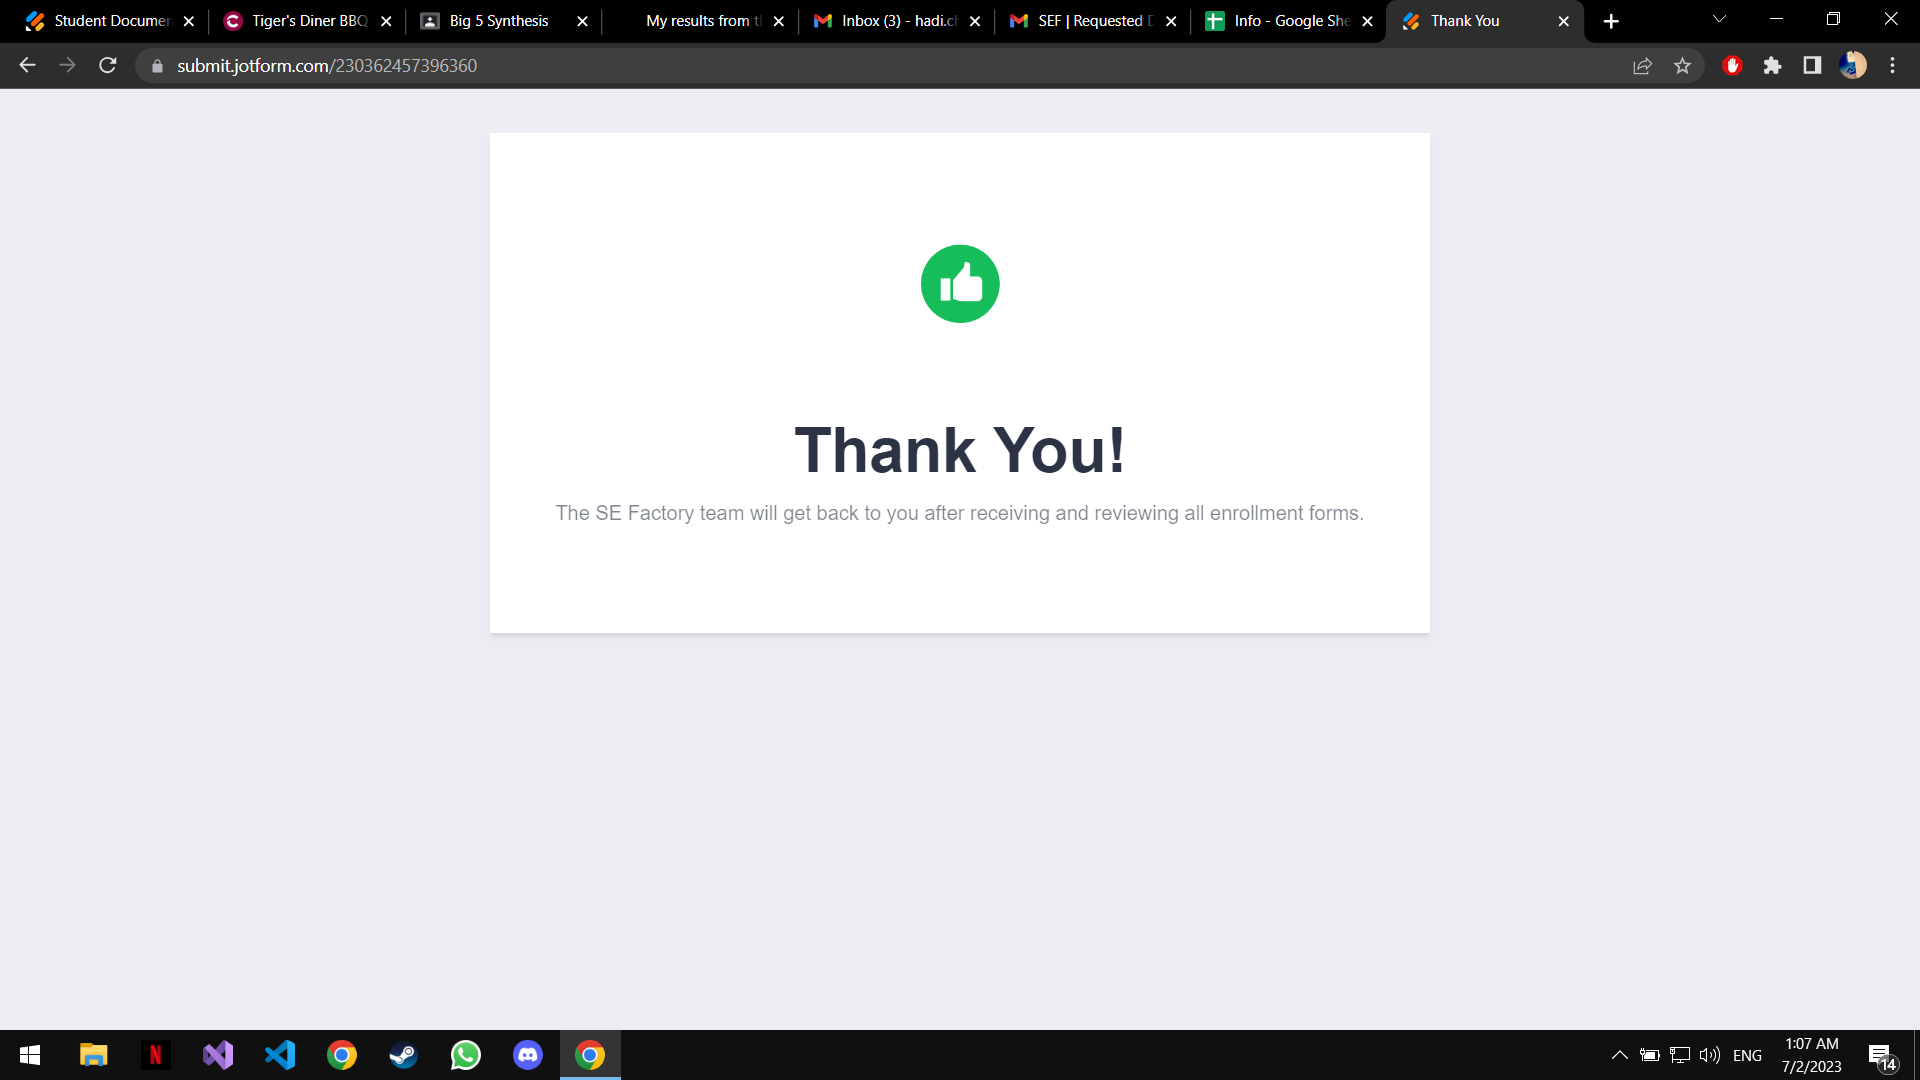 Student Documen
Tiger's Diner BBQ
Big 5 Synthesis
My results from t
Inbox (3) - hadi.c
SEF | Requested D
Info - Google She
Thank You
submit.jotform.com/230362457396360
Thank You!
The SE Factory team will get back to you after receiving and reviewing all enrollment forms.
N
ENG
1:07 AM
7/2/2023
14